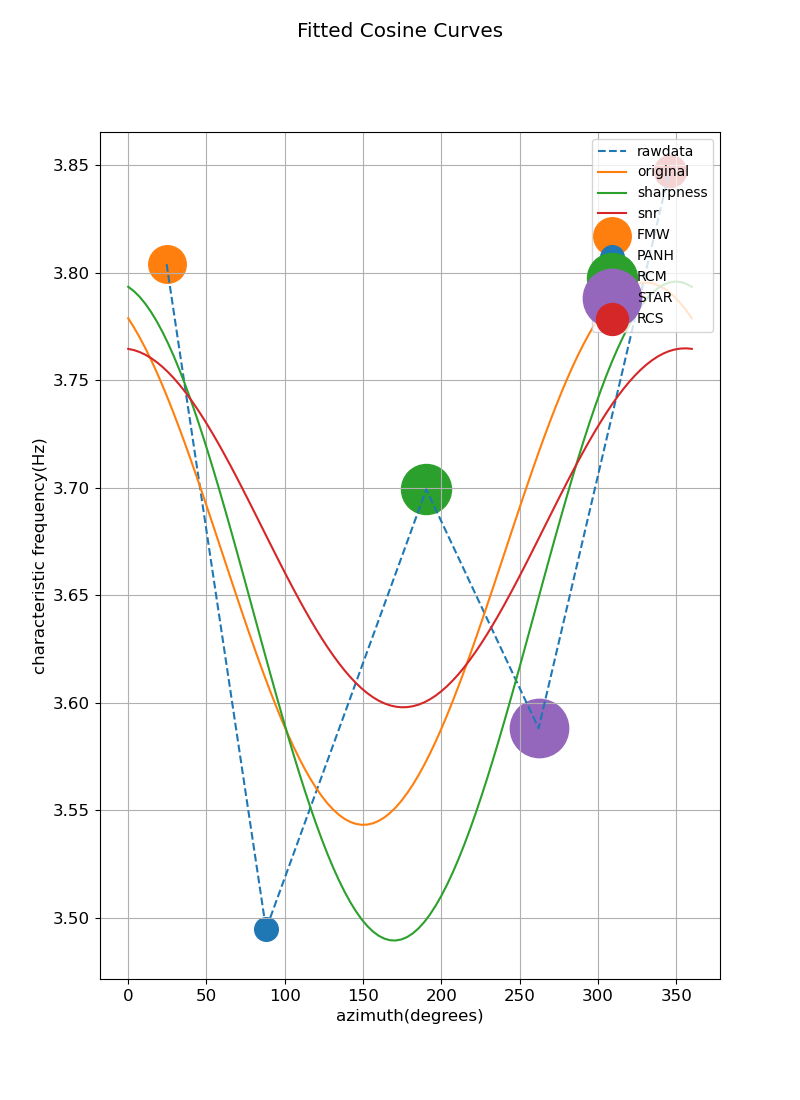 Fitted Cosine Curves
3.85
3.80
3.75
3.70
3.65
3.60
3.55
3.50
characteristic frequency(Hz)
rawdata
original
sharpness
snr
FMW
PANH
RCM
STAR
RCS
0 50 100 150 200 250 300 350
azimuth(degrees)